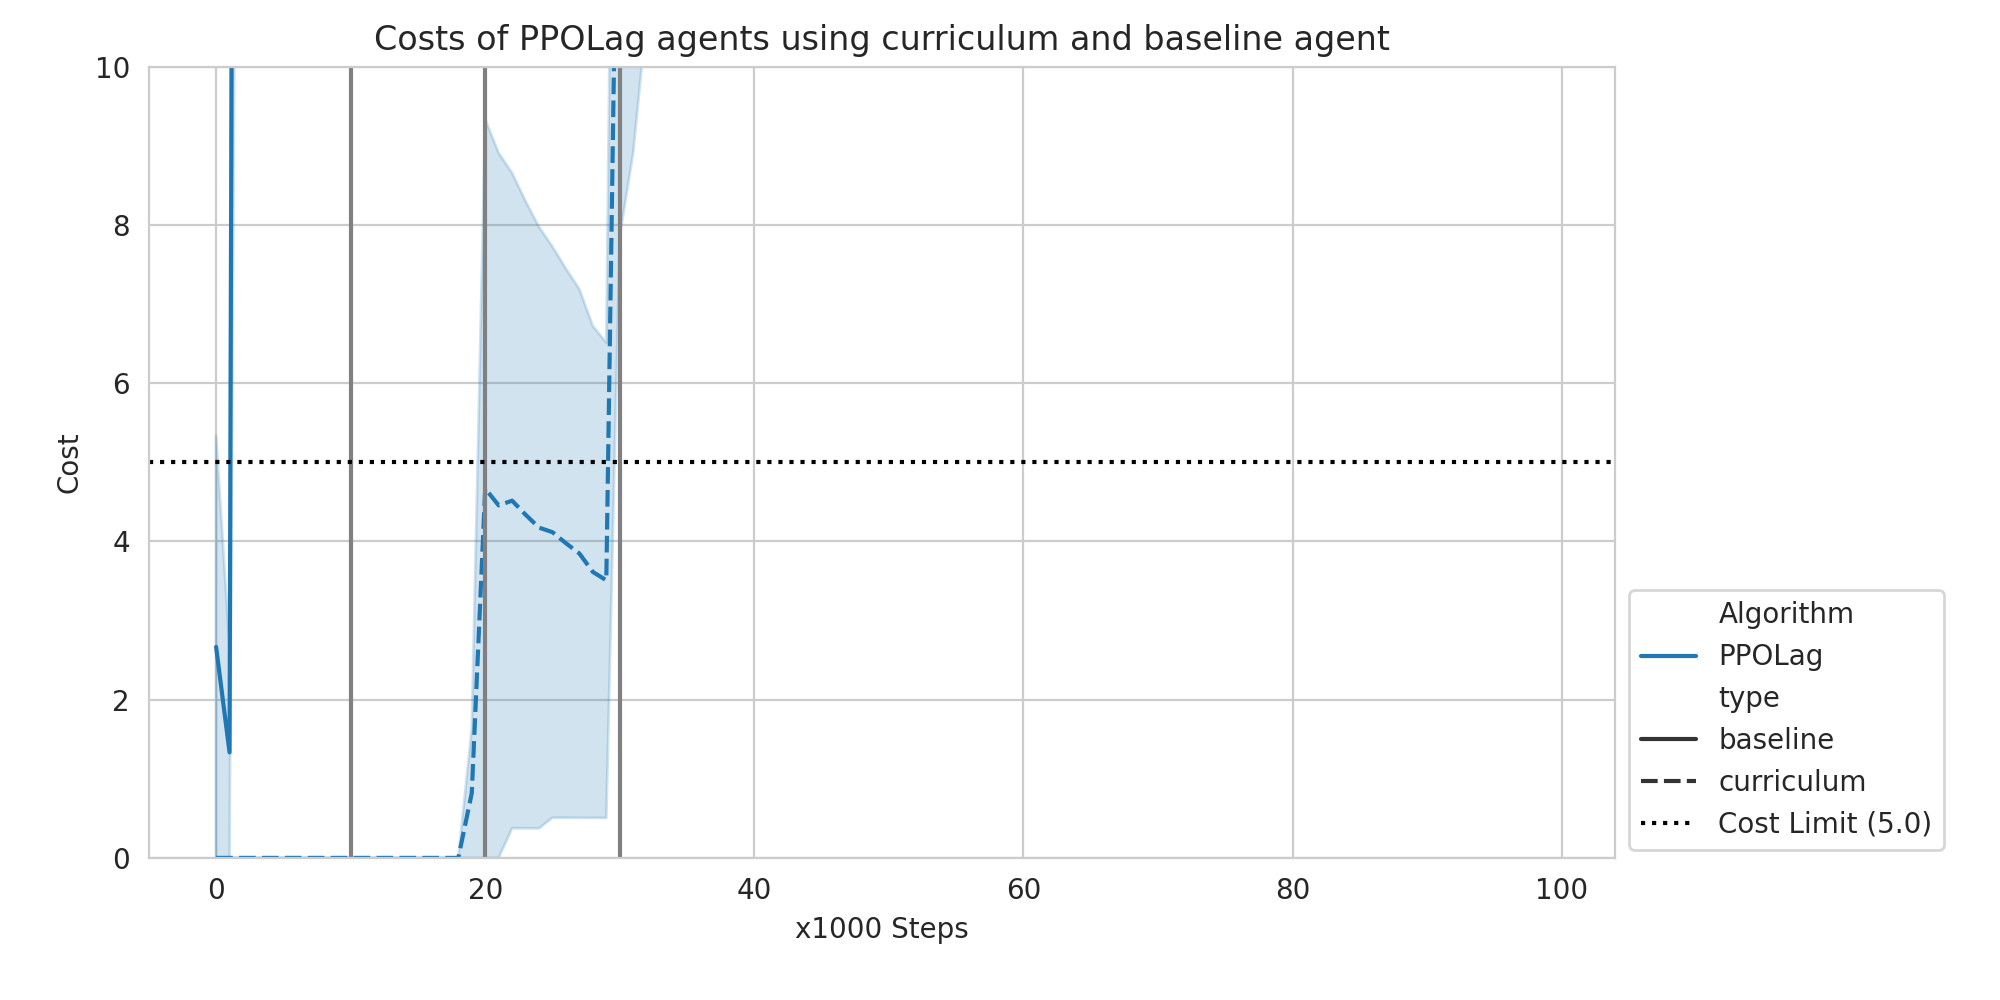 Costs of PPOLag agents using curriculum and baseline agent
10
8
6
4
2
0
Cost
0 20 40 60 80 100
x1000 Steps
Algorithm
PPOLag
type
baseline
curriculum
Cost Limit (5.0)